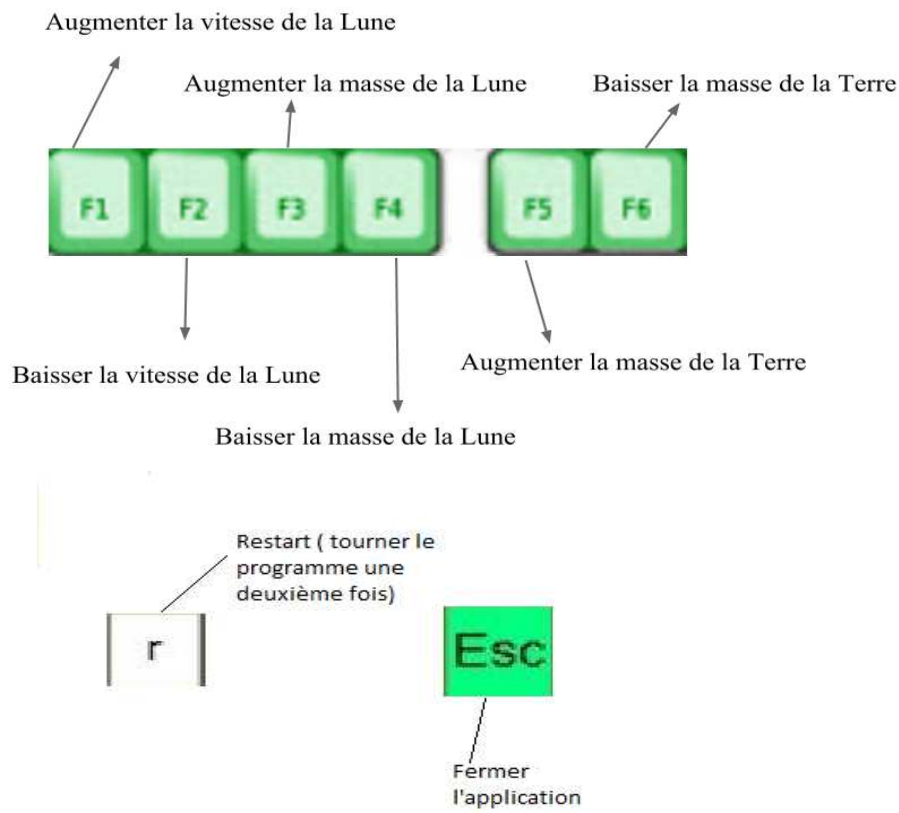 Augmenter la vitesse de la Lune
Augmenter la masse de la Lune
Baisser la masse de la Terre
F1 F2 F3 F4 F5 F6
Augmenter la masse de la Terre
Baisser la vitesse de la Lune
Baisser la masse de la Lune
Restart ( tourner le
programme une
deuxième fois)
r
Esc
Fermer
l'application